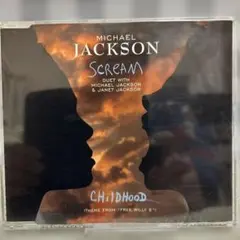 MICHAEL
JACKSON
SCREAM
DUET WITH
MICHAEL JACKSON
& JANET JACKSON
CHILDHOOD
(THEME FROM "FREE WILLY 2")